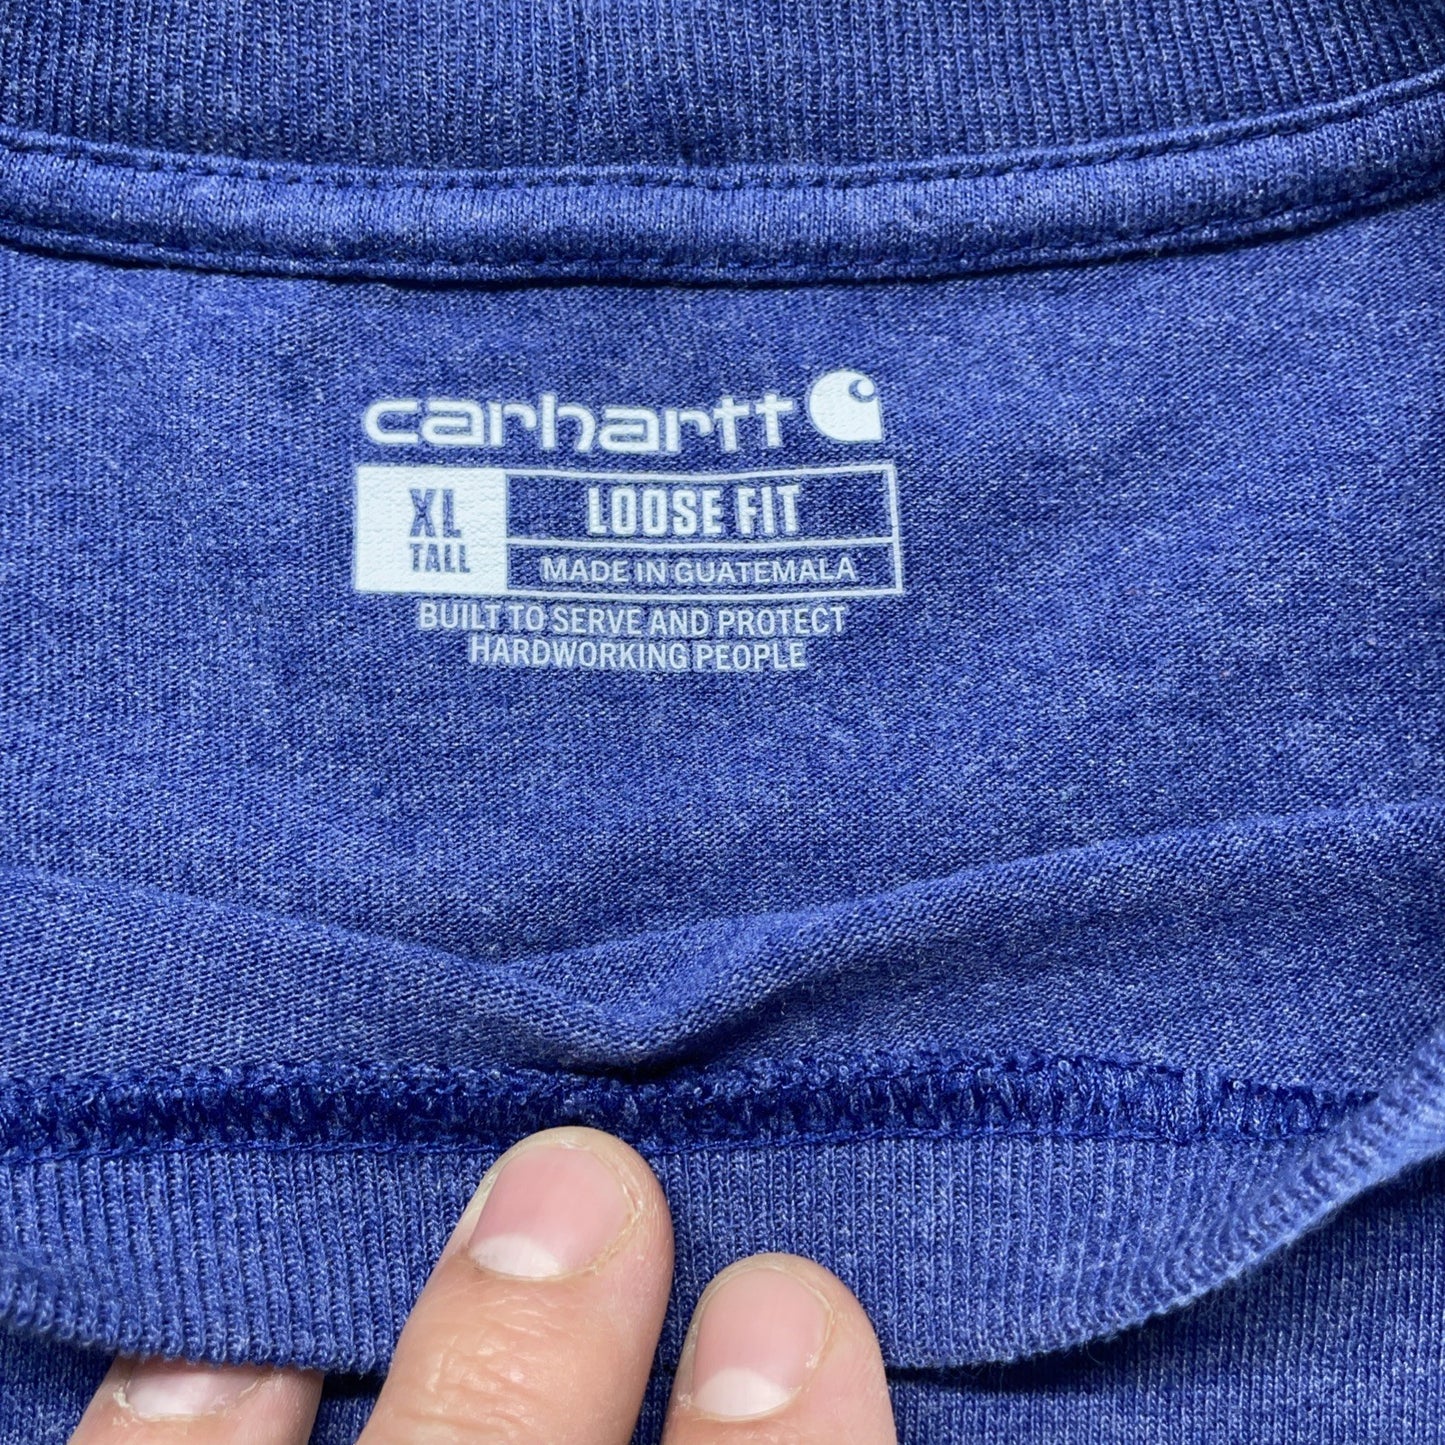 carhartt
XL
TALL
LOOSE FIT
MADE IN GUATEMALA
BUILT TO SERVE AND PROTECT
HARDWORKING PEOPLE